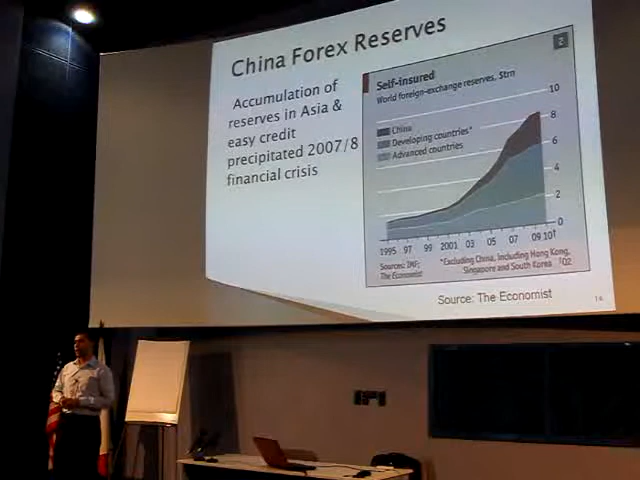 China Forex Reserves
Accumulation of
reserves in Asia &
easy credit
precipitated 2007/8
financial crisis
2
Self-insured
World foreign-exchange reserves, $trn
China
Developing countries*
Advanced countries
10
8
6
4
2
0
1995 97 99 2001 03 05 07 09 10†
Sources: IMF;
The Economist
*Excluding China, including Hong Kong,
Singapore and South Korea †Q2
Source: The Economist